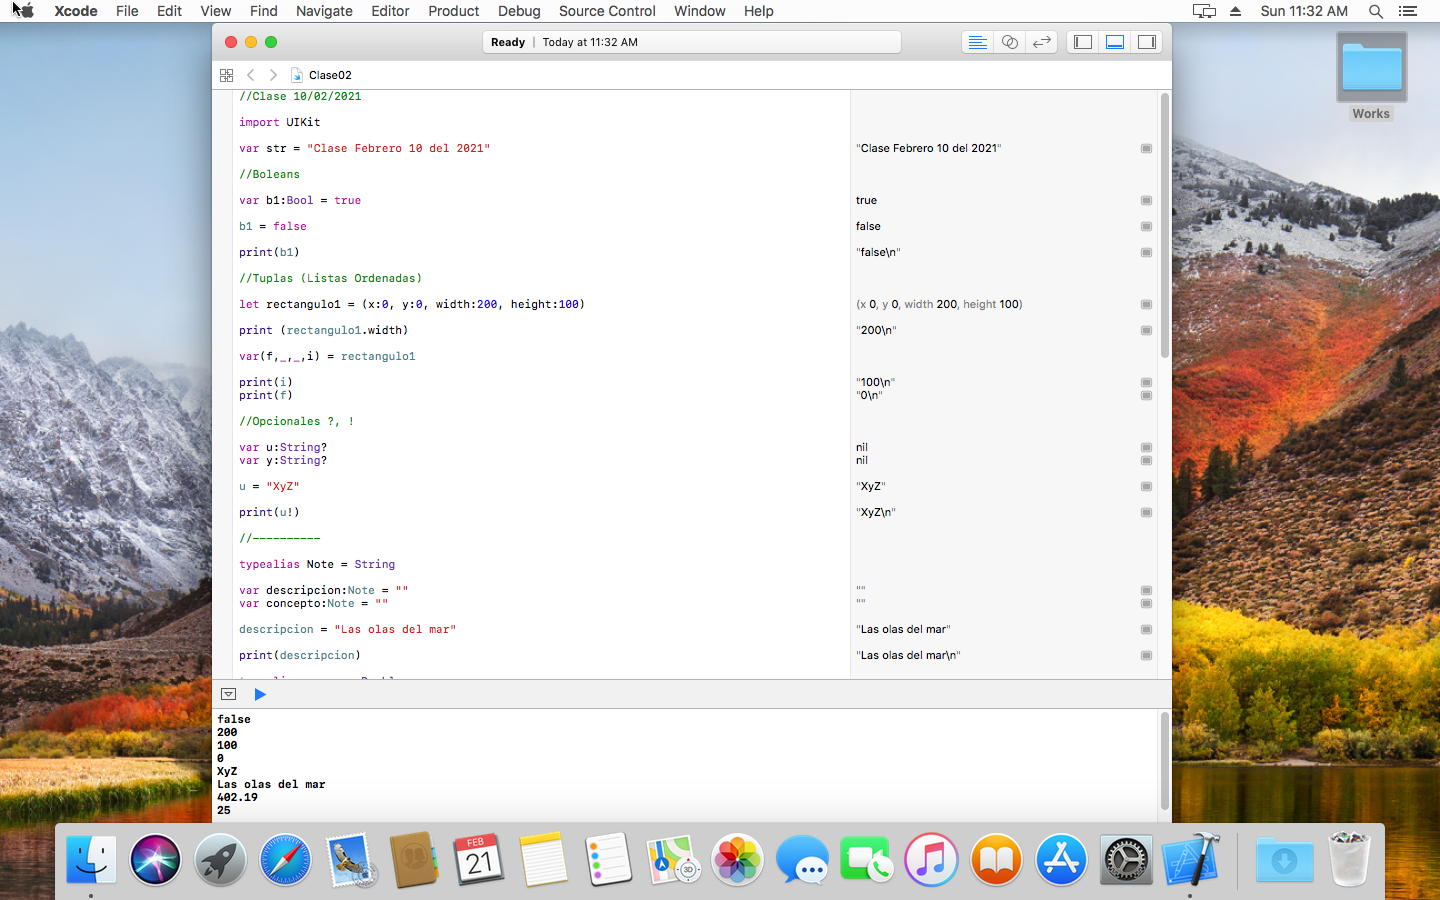 Xcode File Edit View Find Navigate Editor Product Debug Source Control Window Help Sun 11:32 AM
Ready | Today at 11:32 AM
Clase02
Works
//Clase 10/02/2021
import UIKit
var str = "Clase Febrero 10 del 2021" "Clase Febrero 10 del 2021"
//Boleans
var b1:Bool = true true
b1 = false false
print(b1) "false\n"
//Tuplas (Listas Ordenadas)
let rectangulo1 = (x:0, y:0, width:200, height:100) (x 0, y 0, width 200, height 100)
print (rectangulo1.width) "200\n"
var(f,_,_,i) = rectangulo1
print(i) "100\n"
print(f) "0\n"
//Opcionales ?, !
var u:String? nil
var y:String? nil
u = "XyZ" "XyZ"
print(u!) "XyZ\n"
//----------
typealias Note = String
var descripcion:Note = "" ""
var concepto:Note = "" ""
descripcion = "Las olas del mar" "Las olas del mar"
print(descripcion) "Las olas del mar\n"
false
200
100
0
XyZ
Las olas del mar
402.19
25
FEB
21
3D